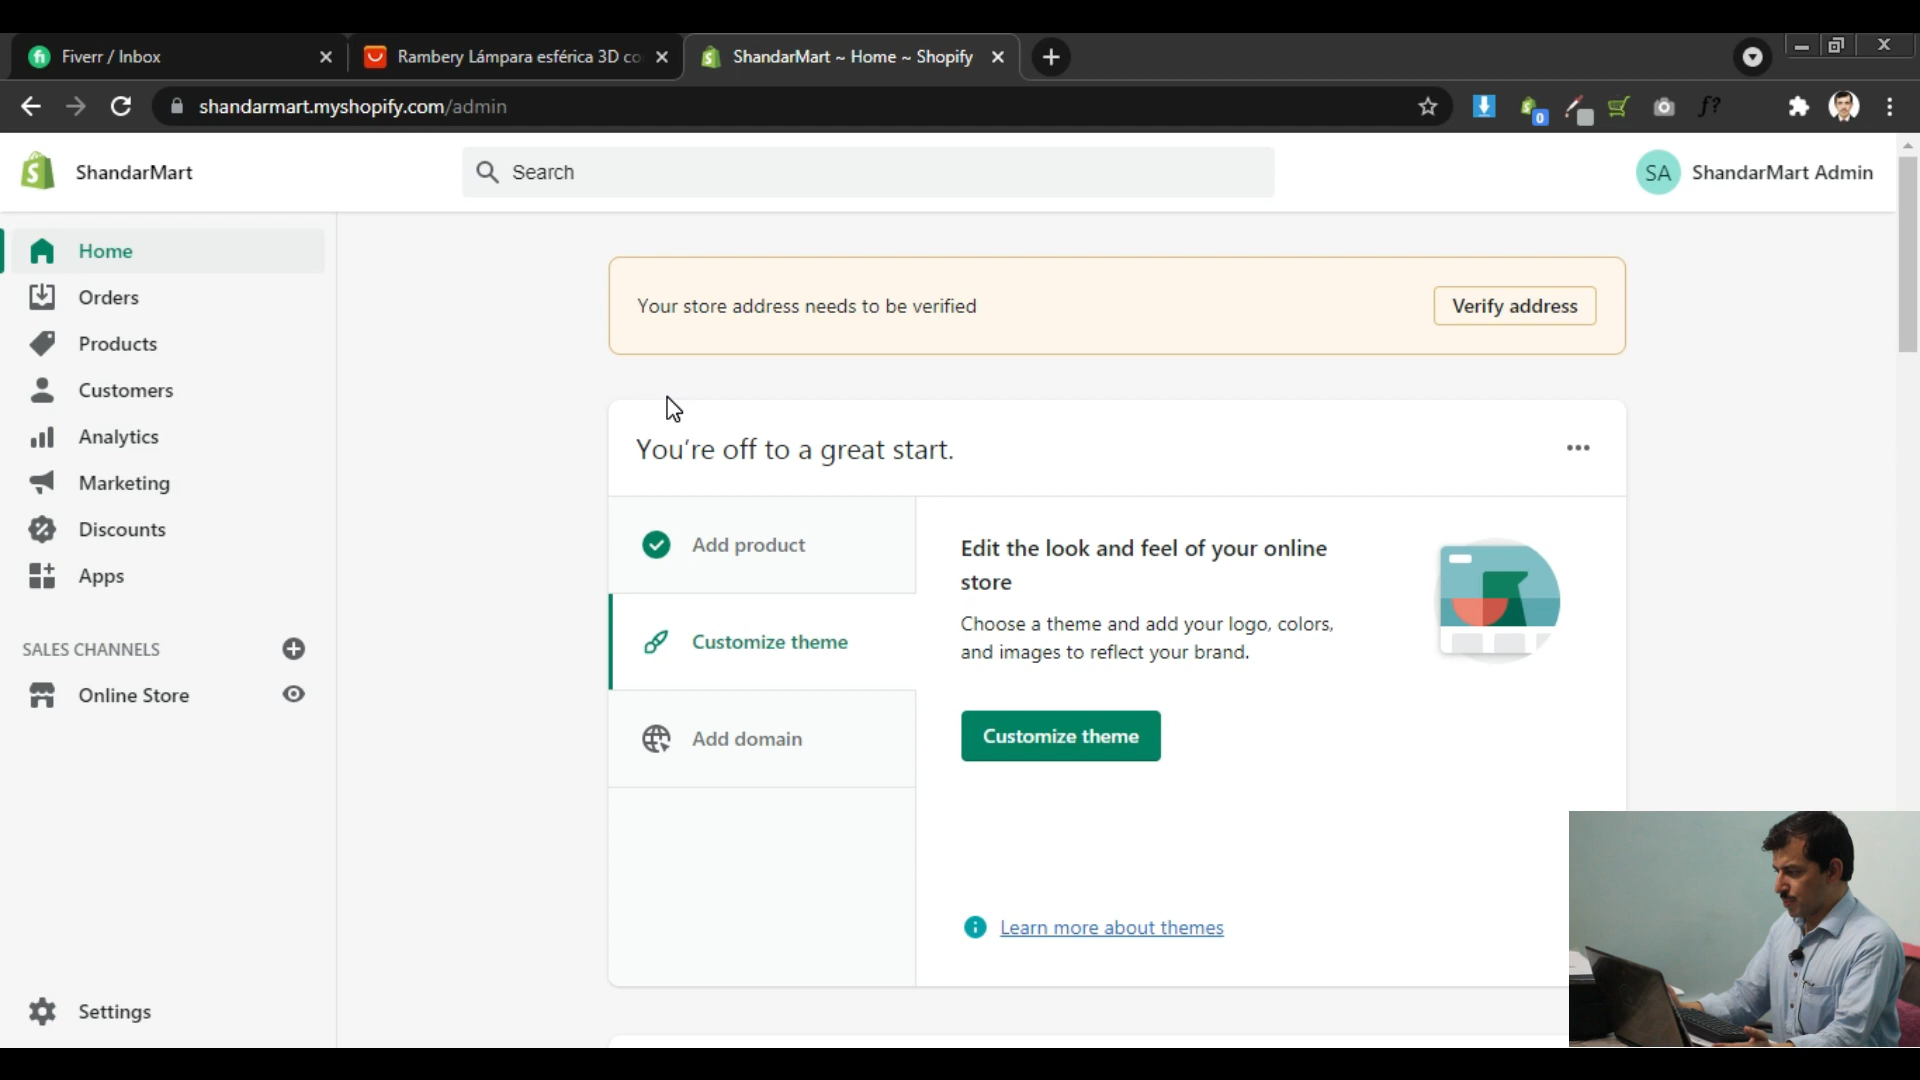 Fiverr / Inbox
Rambery Lámpara esférica 3D co
ShandarMart ~ Home ~ Shopify
shandarmart.myshopify.com/admin
0
f?
ShandarMart
Search
SA
ShandarMart Admin
Home
Orders
Products
Customers
Analytics
Marketing
Discounts
Apps
SALES CHANNELS
Online Store
Settings
Your store address needs to be verified
Verify address
You're off to a great start.
Add product
Customize theme
Add domain
Edit the look and feel of your online
store
Choose a theme and add your logo, colors,
and images to reflect your brand.
Customize theme
Learn more about themes